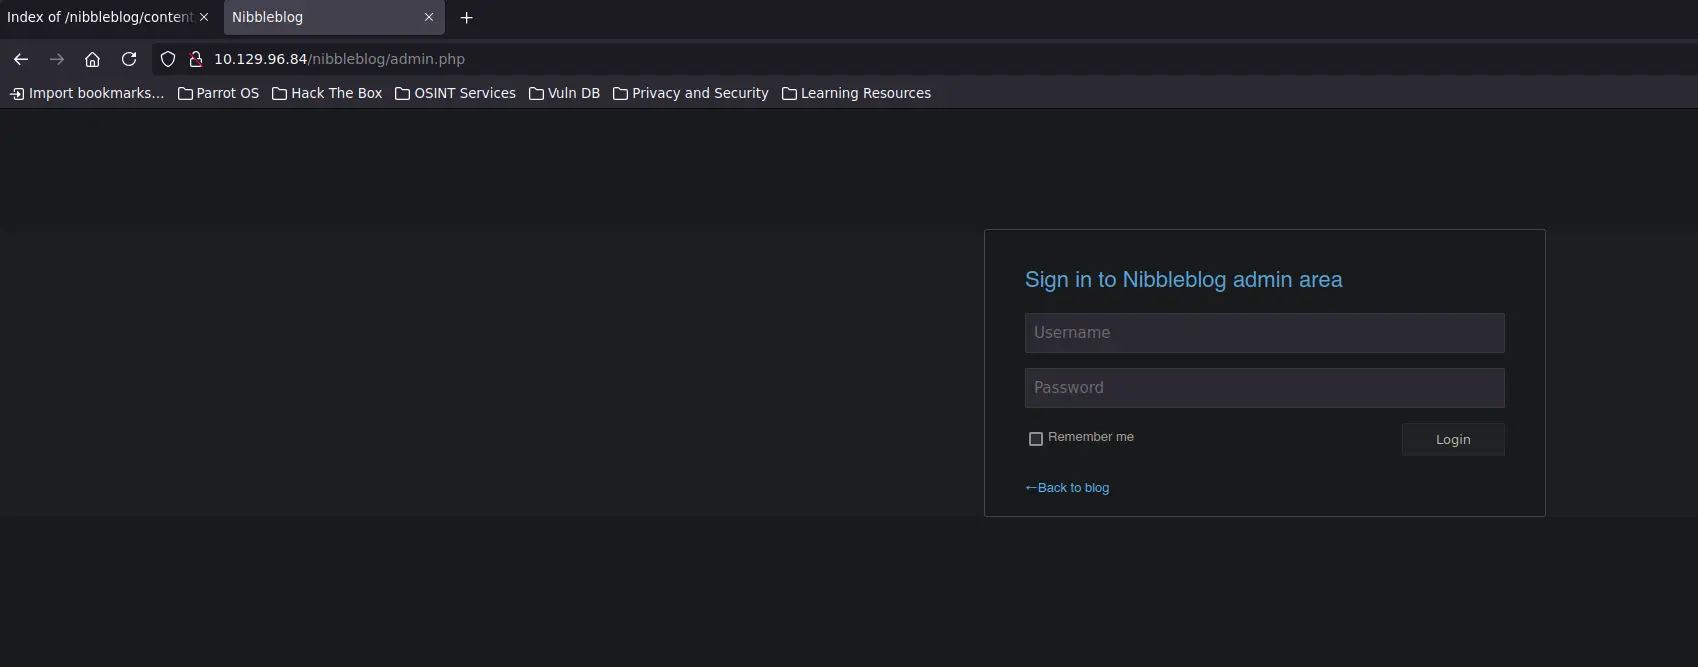 Index of /nibbleblog/content
Nibbleblog
10.129.96.84/nibbleblog/admin.php
Import bookmarks... Parrot OS Hack The Box OSINT Services Vuln DB Privacy and Security Learning Resources
Sign in to Nibbleblog admin area
Username
Password
Remember me
Login
←Back to blog